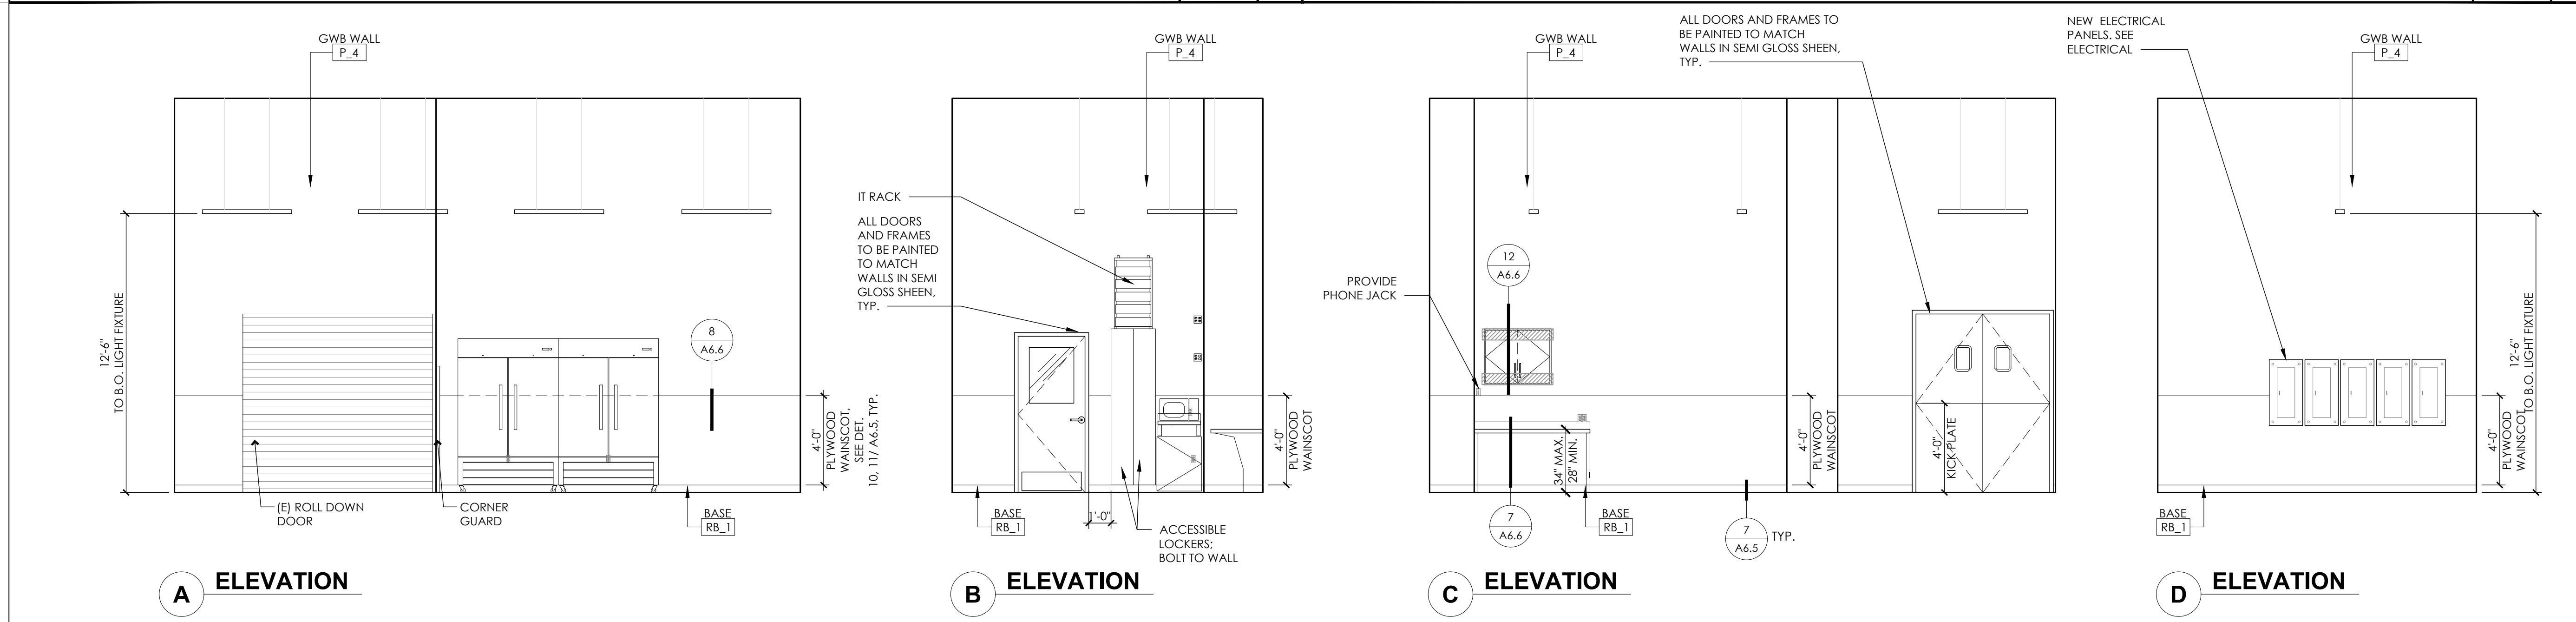 GWB WALL
P_4
12'-6"
TO B.O. LIGHT FIXTURE
8
A6.6
4'-0"
PLYWOOD
WAINSCOT,
SEE DET.
10, 11/ A6.5, TYP.
(E) ROLL DOWN
DOOR
CORNER
GUARD
BASE
RB_1
A
ELEVATION
GWB WALL
P_4
IT RACK
ALL DOORS
AND FRAMES
TO BE PAINTED
TO MATCH
WALLS IN SEMI
GLOSS SHEEN,
TYP.
4'-0"
PLYWOOD
WAINSCOT
BASE
RB_1
1'-0"
ACCESSIBLE
LOCKERS;
BOLT TO WALL
B
ELEVATION
GWB WALL
P_4
ALL DOORS AND FRAMES TO
BE PAINTED TO MATCH
WALLS IN SEMI GLOSS SHEEN,
TYP.
12
A6.6
PROVIDE
PHONE JACK
34" MAX.
28" MIN.
4'-0"
PLYWOOD
WAINSCOT
4'-0"
KICK PLATE
7
A6.6
BASE
RB_1
7
A6.5
TYP.
C
ELEVATION
NEW ELECTRICAL
PANELS. SEE
ELECTRICAL
GWB WALL
P_4
12'-6"
TO B.O. LIGHT FIXTURE
4'-0"
PLYWOOD
WAINSCOT
BASE
RB_1
D
ELEVATION